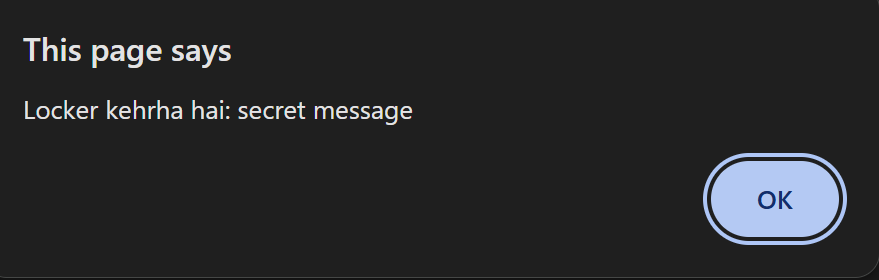 This page says
Locker kehrha hai: secret message
OK